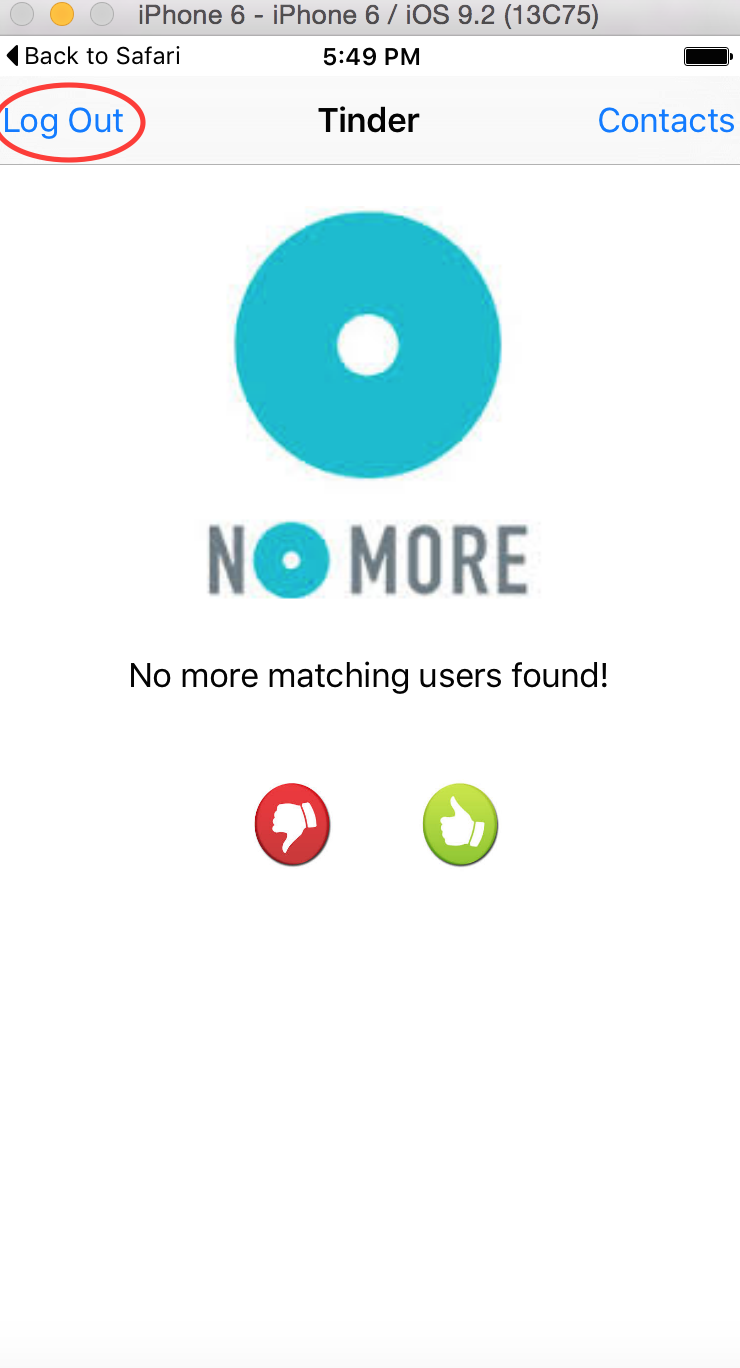 iPhone 6 - iPhone 6 / iOS 9.2 (13C75)
Back to Safari 5:49 PM
Log Out Tinder Contacts
NO MORE
No more matching users found!